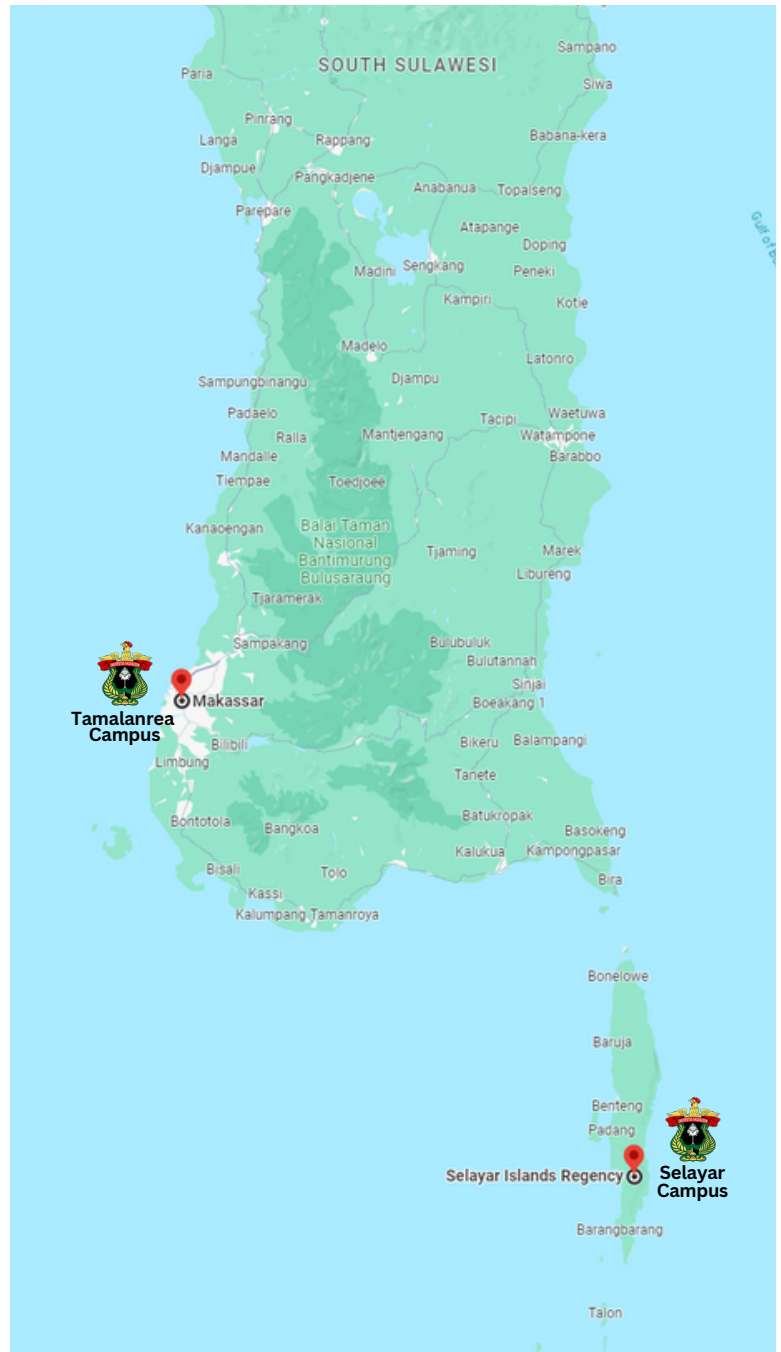 Sampano
SOUTH SULAWESI
Paria
Siwa
Pinrang
Langa
Rappang
Babana-kera
Djampue
Pangkadjene
Anabanua
Topalseng
Parepare
Atapange
Gulf of
Doping
Madini
Sengkang
Peneki
Kampiri
Kotie
Madelo
Latonro
Sampungbinangu
Djampu
Padaelo
Tacipi
Waetuwa
Ralla
Mantjengang
Watampone
Mandalle
Barabbo
Tiempae
Toedjoeë
Kanaoengan
Balai Taman
Nasional
Bantimurung
Bulusaraung
Tjaming
Marek
Libureng
Tjaramerak
Sampakang
Bulubuluk
Bulutannah
Sinjai
Makassar
Boeakang 1
Tamalanrea
Campus
Bilibili
Bikeru
Balampangi
Limbung
Tanete
Bontotola
Bangkoa
Batukropak
Basokeng
Kalukua
Kampongpasar
Bisali
Tolo
Bira
Kassi
Kalumpang
Tamanroya
Bonelowe
Baruja
Benteng
Padang
Selayar Islands Regency
Selayar
Campus
Barangbarang
Talon